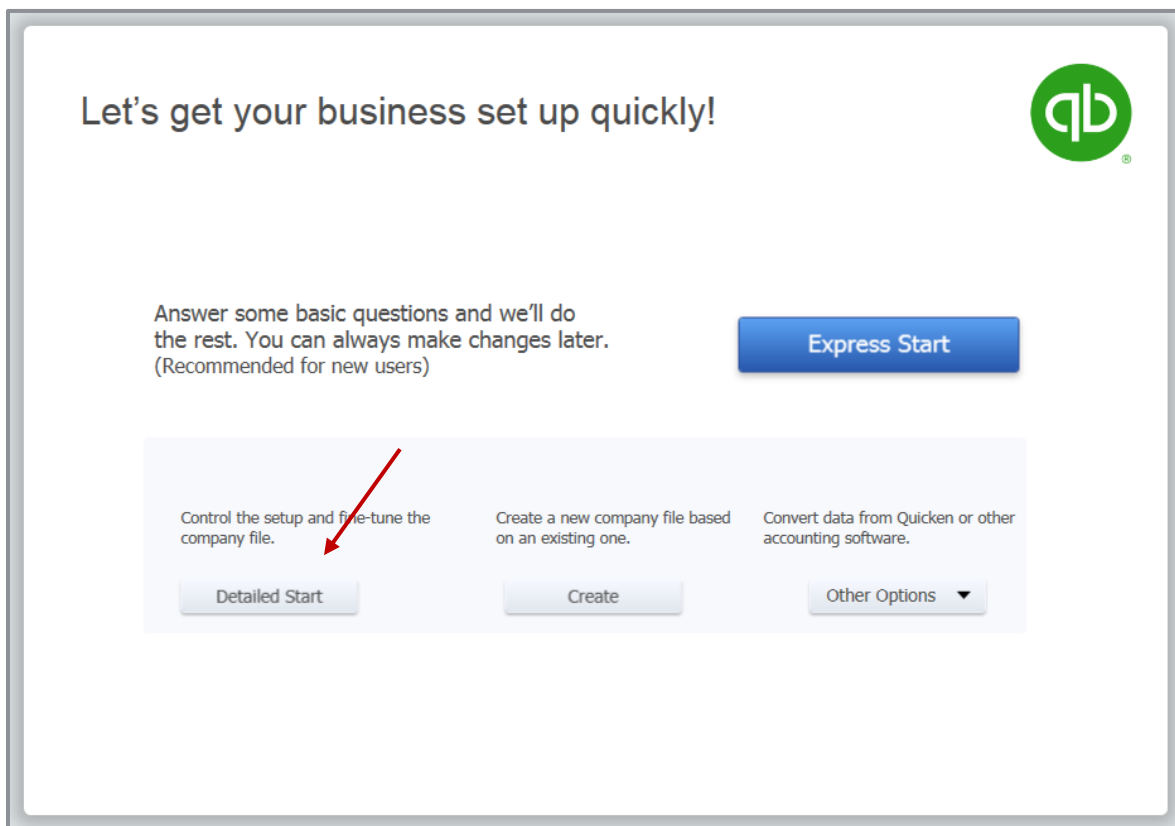 Let's get your business set up quickly!
qb
®
Answer some basic questions and we'll do
the rest. You can always make changes later.
(Recommended for new users)
Express Start
Control the setup and fine-tune the
company file.
Detailed Start
Create a new company file based
on an existing one.
Create
Convert data from Quicken or other
accounting software.
Other Options